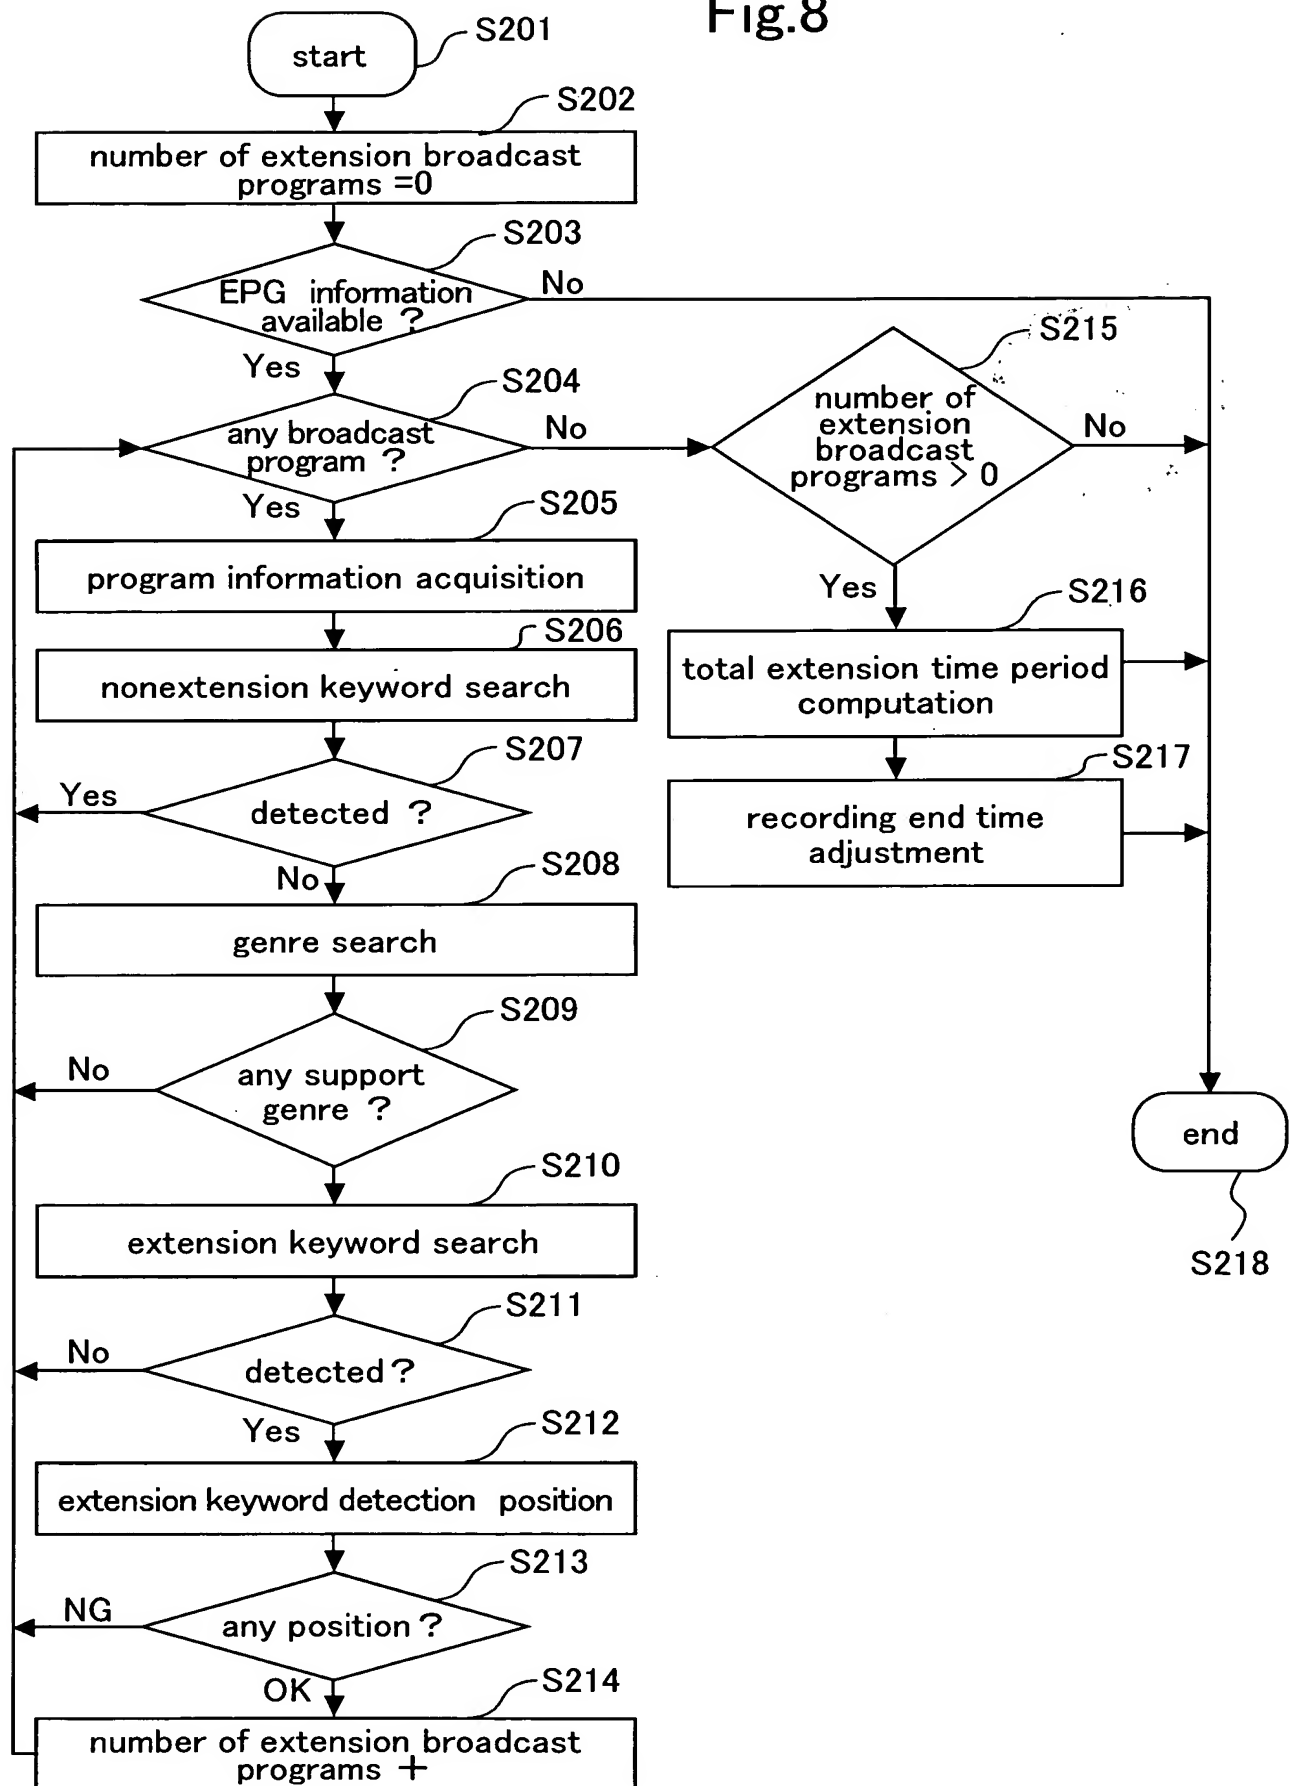 Fig.8
start
S201
S202
number of extension broadcast
programs =0
S203
EPG information
available ?
No
Yes
S204
any broadcast
program ?
No
Yes
S215
number of
extension
broadcast
programs > 0
No
Yes
S205
program information acquisition
S206
nonextension keyword search
S207
detected ?
Yes
No
S216
total extension time period
computation
S217
recording end time
adjustment
S208
genre search
S209
any support
genre ?
No
S210
extension keyword search
S211
detected ?
No
Yes
S212
extension keyword detection position
S213
any position ?
NG
OK
S214
number of extension broadcast
programs +
end
S218